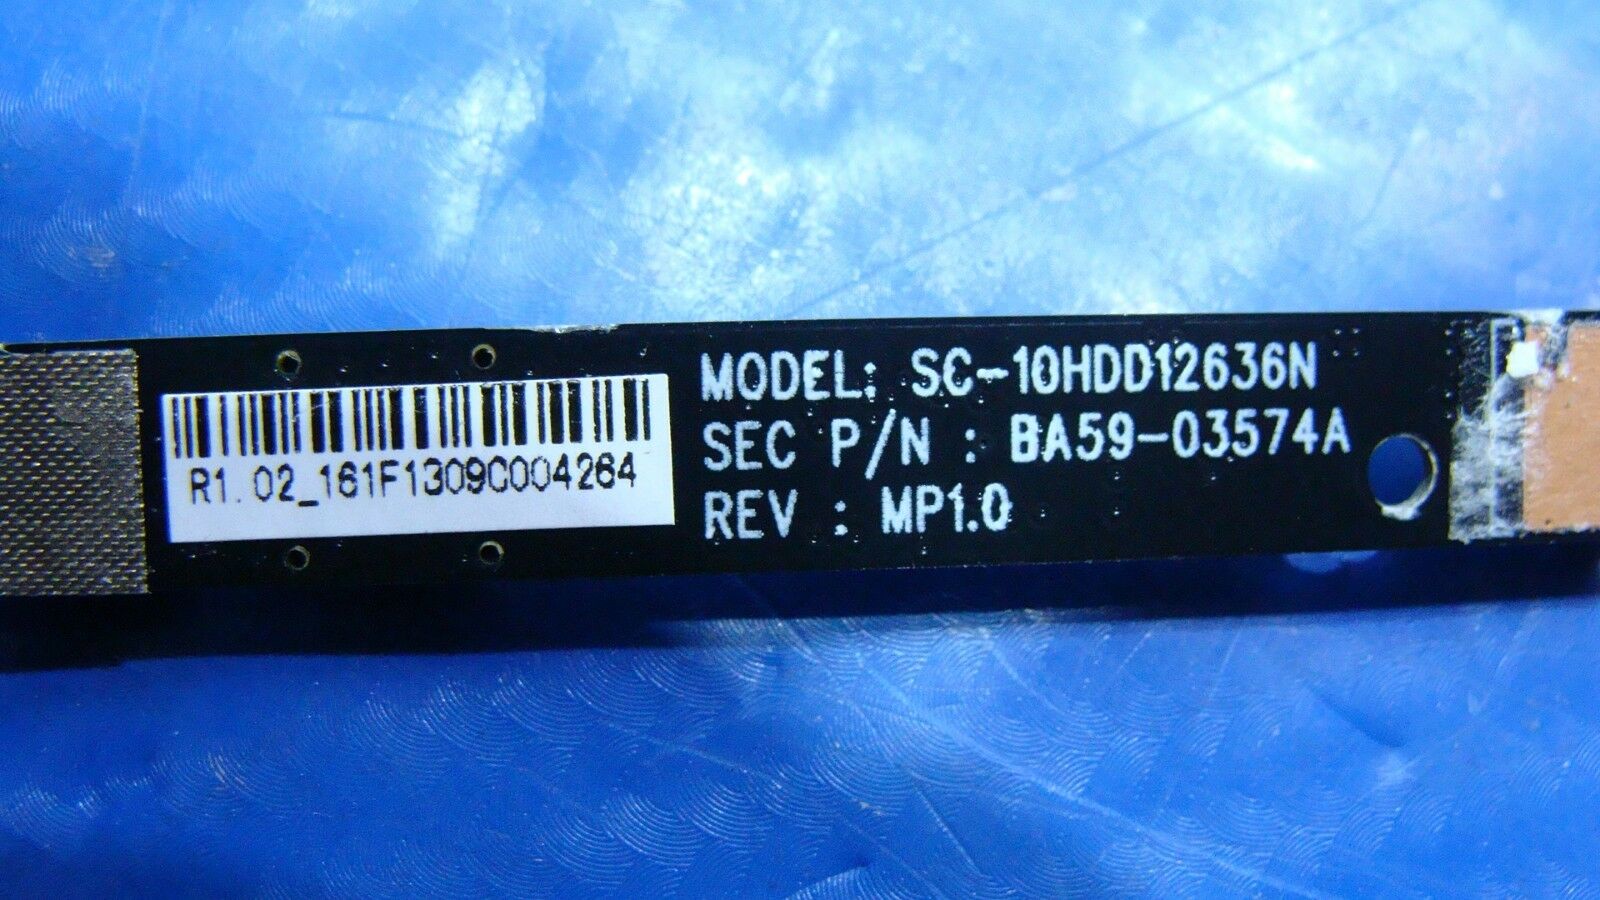 R1.02_161F1309C004264
MODEL: SC-10HDD12636N
SEC P/N : BA59-03574A
REV : MP1.0